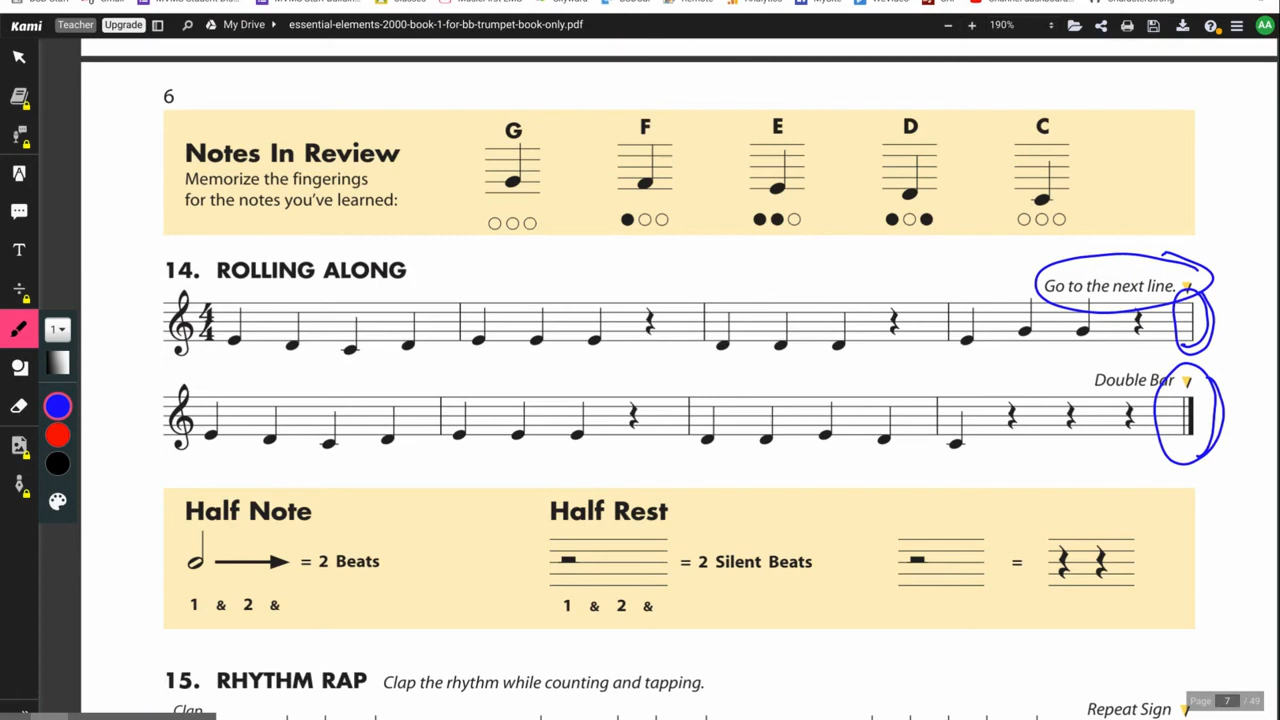 Kami Teacher Upgrade My Drive / essential-elements-2000-book-1-for-bb-trumpet-book-only.pdf 190% AA
6
G F E D C
Notes In Review
Memorize the fingerings
for the notes you've learned:
14. ROLLING ALONG
Go to the next line.
4
4
Double Bar
Half Note Half Rest
= 2 Beats = 2 Silent Beats =
1 & 2 & 1 & 2 &
15. RHYTHM RAP Clap the rhythm while counting and tapping.
Clap
Repeat Sign
Page 7 / 49